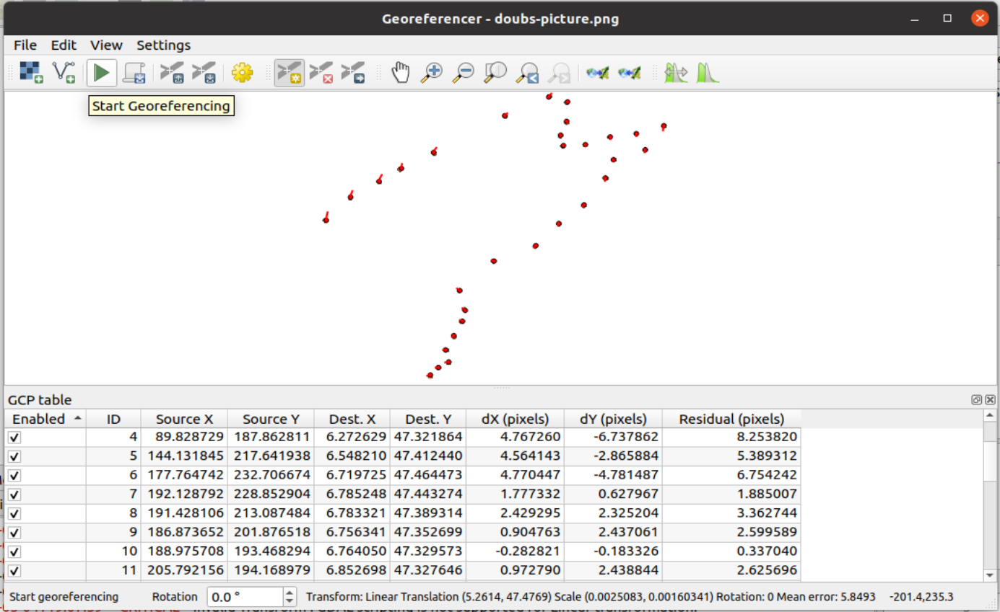 Georeferencer - doubs-picture.png
File Edit View Settings
Start Georeferencing
GCP table
Enabled ID Source X Source Y Dest. X Dest. Y dX (pixels) dY (pixels) Residual (pixels)
4 89.828729 187.862811 6.272629 47.321864 4.767260 -6.737862 8.253820
5 144.131845 217.641938 6.548210 47.412440 4.564143 -2.865884 5.389312
6 177.764742 232.706674 6.719725 47.464473 4.770447 -4.781487 6.754242
7 192.128792 228.852904 6.785248 47.443274 1.777332 0.627967 1.885007
8 191.428106 213.087484 6.783321 47.389314 2.429295 2.325204 3.362744
9 186.873652 201.876518 6.756341 47.352699 0.904763 2.437061 2.599589
10 188.975708 193.468294 6.764050 47.329573 -0.282821 -0.183326 0.337040
11 205.792156 194.168979 6.852698 47.327646 0.972790 2.438844 2.625696
Start georeferencing Rotation 0.0 ° Transform: Linear Translation (5.2614, 47.4769) Scale (0.0025083, 0.00160341) Rotation: 0 Mean error: 5.8493 -201.4,235.3